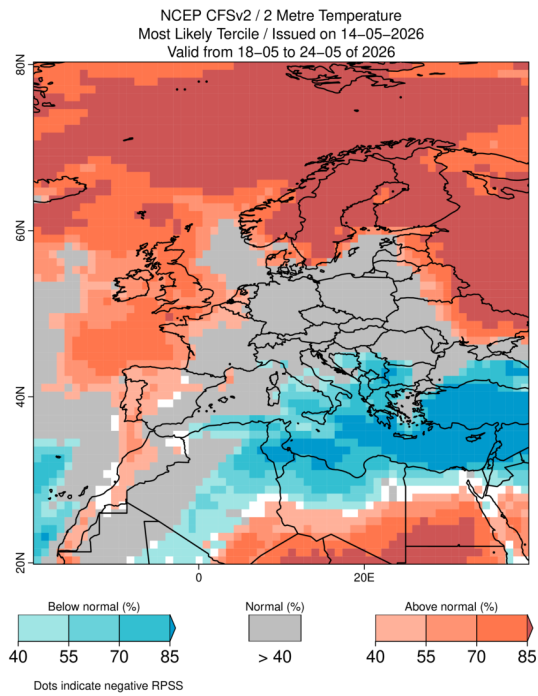 NCEP CFSv2 / 2 Metre Temperature
Most Likely Tercile / Issued on 14−05−2026
Valid from 18−05 to 24−05 of 2026
80N
60N
40N
20N
0
20E
Below normal (%)
40 55 70 85
Normal (%)
> 40
Above normal (%)
40 55 70 85
Dots indicate negative RPSS